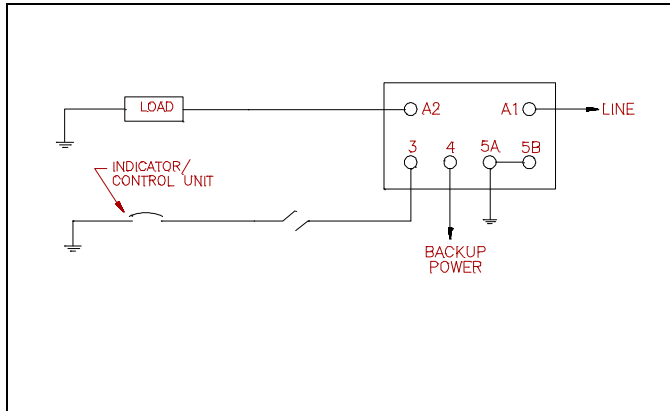 LOAD
A2
A1
LINE
3
4
5A
5B
INDICATOR/
CONTROL UNIT
BACKUP
POWER